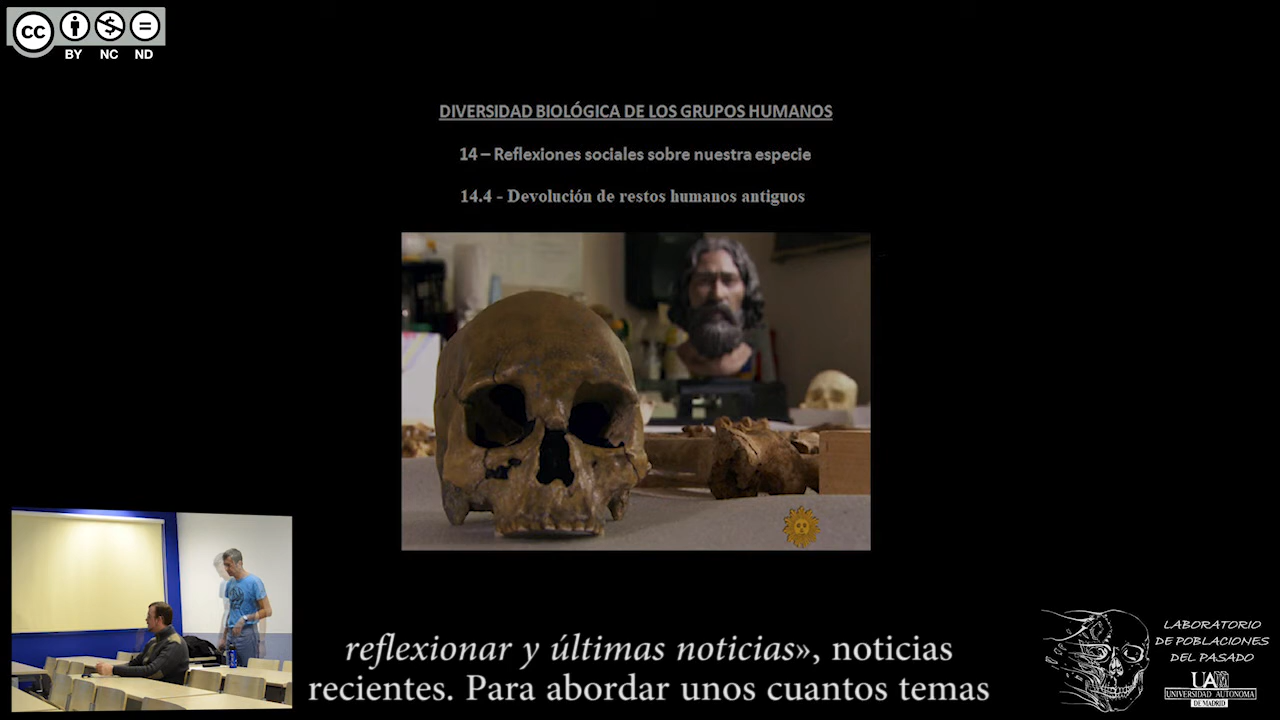 cc
BY NC ND
DIVERSIDAD BIOLÓGICA DE LOS GRUPOS HUMANOS
14 – Reflexiones sociales sobre nuestra especie
14.4 - Devolución de restos humanos antiguos
reflexionar y últimas noticias», noticias
recientes. Para abordar unos cuantos temas
LABORATORIO
DE POBLACIONES
DEL PASADO
UAM
UNIVERSIDAD AUTONOMA
DE MADRID